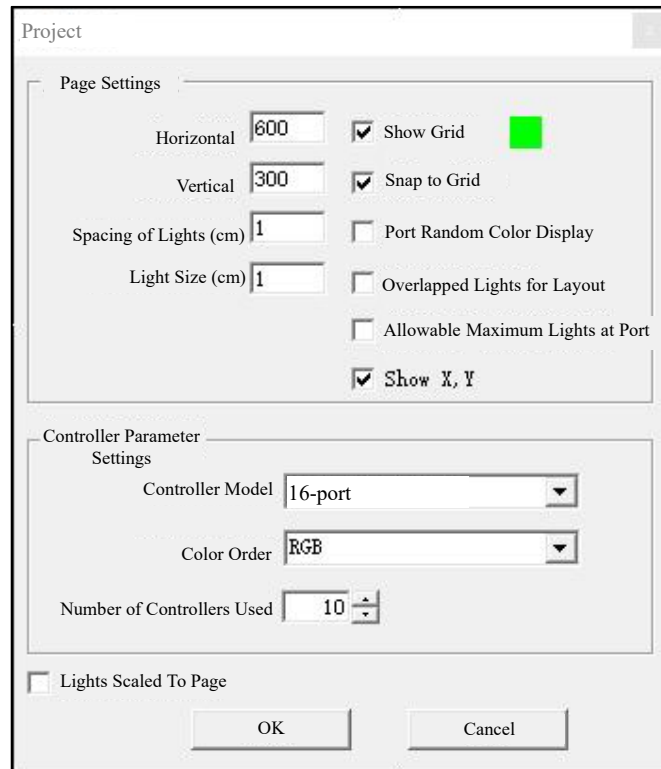 Project
Page Settings
Horizontal 600 Show Grid
Vertical 300 Snap to Grid
Spacing of Lights (cm) 1 Port Random Color Display
Light Size (cm) 1 Overlapped Lights for Layout
Allowable Maximum Lights at Port
Show X, Y
Controller Parameter
Settings
Controller Model 16-port
Color Order RGB
Number of Controllers Used 10
Lights Scaled To Page
OK Cancel